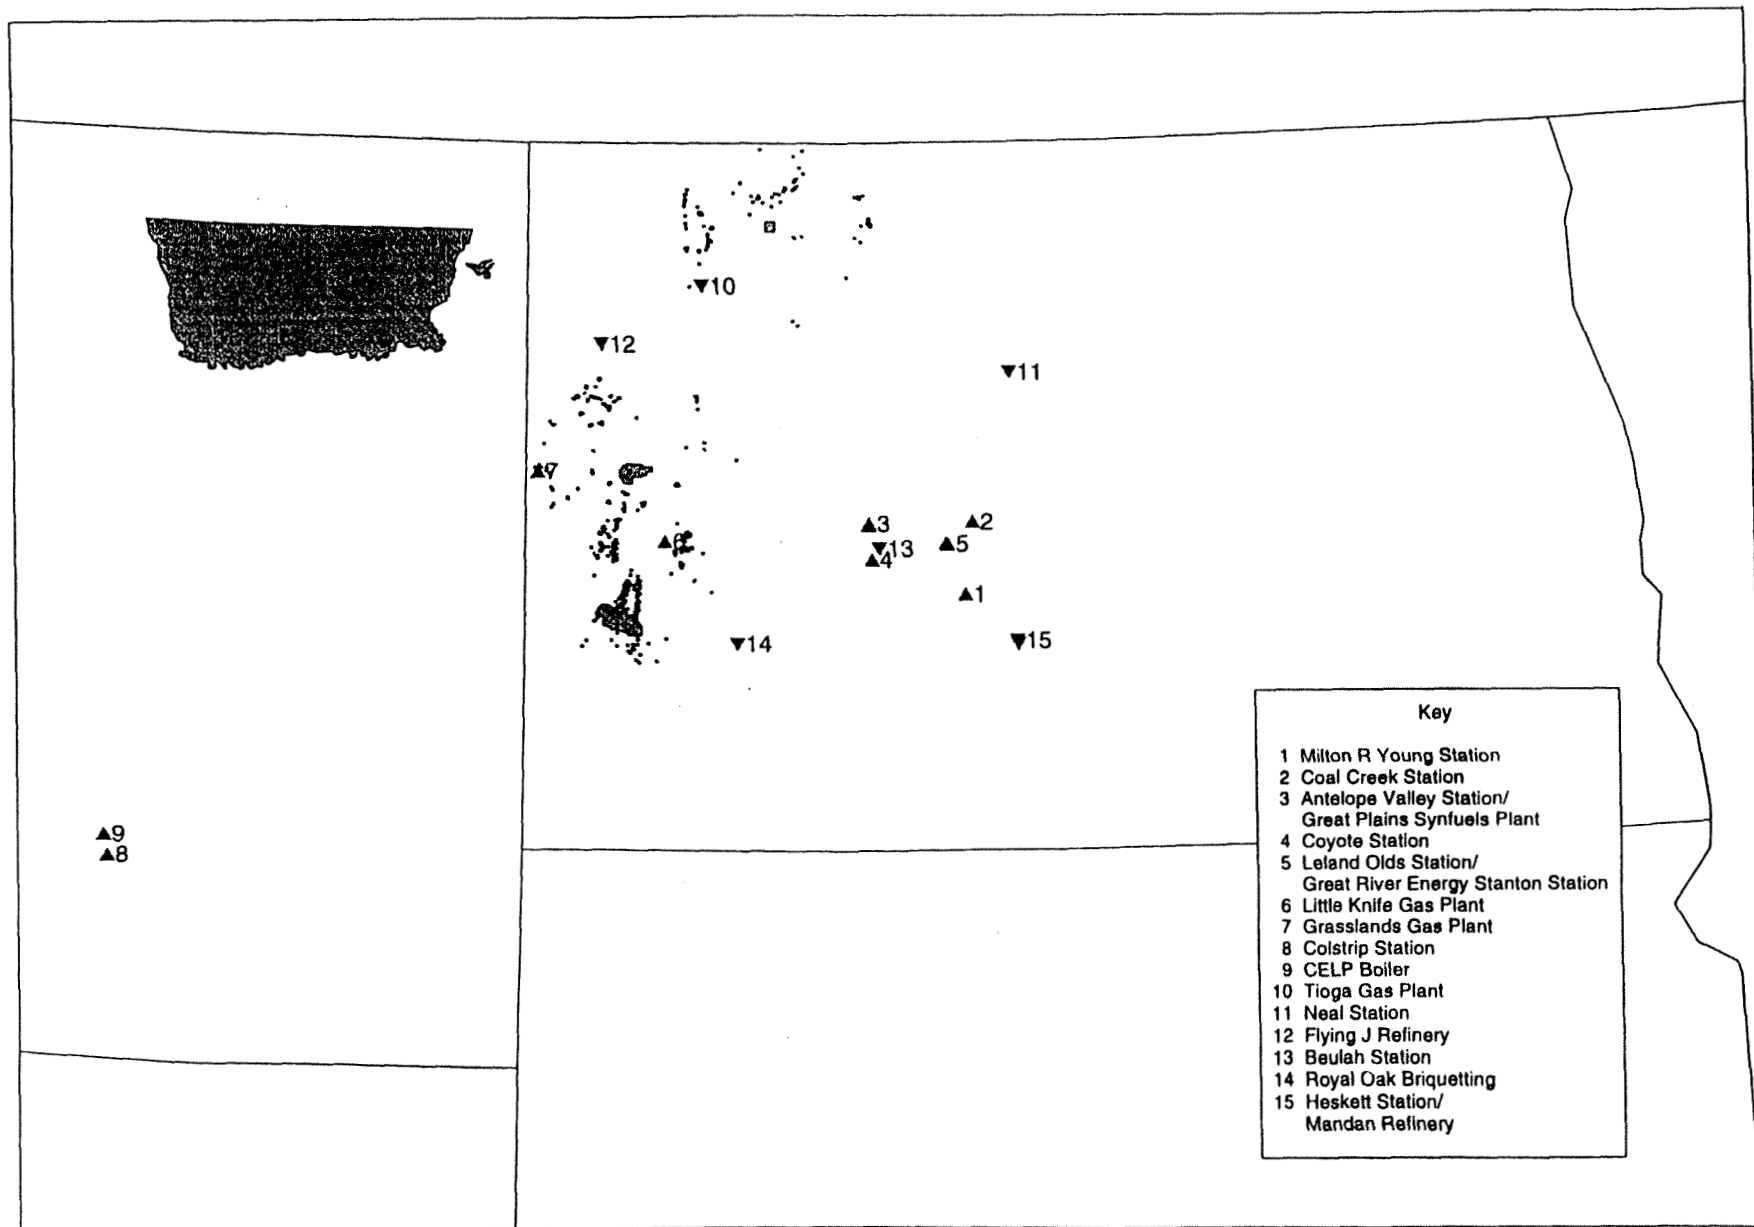 10
12
11
7
3
2
6
13
5
4
1
14
15
9
8
Key
1 Milton R Young Station
2 Coal Creek Station
3 Antelope Valley Station/
Great Plains Synfuels Plant
4 Coyote Station
5 Leland Olds Station/
Great River Energy Stanton Station
6 Little Knife Gas Plant
7 Grasslands Gas Plant
8 Colstrip Station
9 CELP Boiler
10 Tioga Gas Plant
11 Neal Station
12 Flying J Refinery
13 Beulah Station
14 Royal Oak Briquetting
15 Heskett Station/
Mandan Refinery